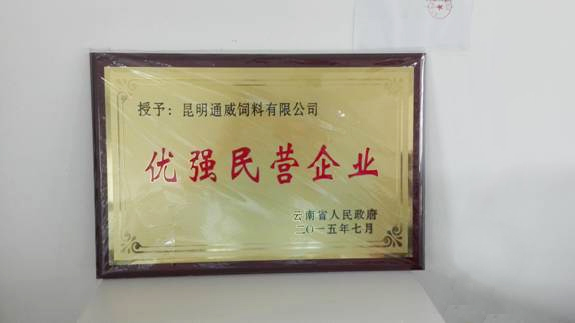 授予：昆明通威饲料有限公司
优强民营企业
云南省人民政府
二〇一五年七月